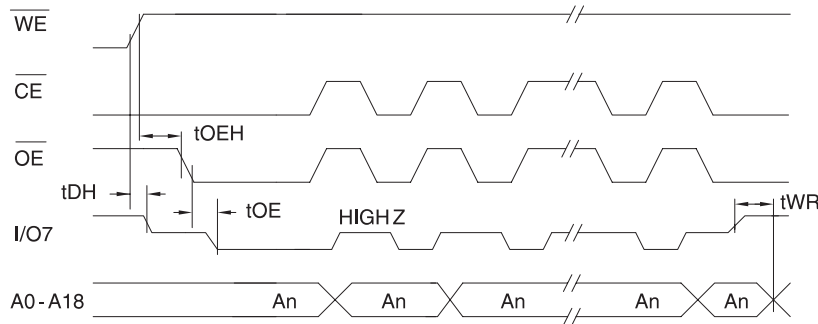 WE
CE
tOEH
OE
tDH
tOE
tWR
HIGH Z
I/O7
A0 - A18 An An An An An